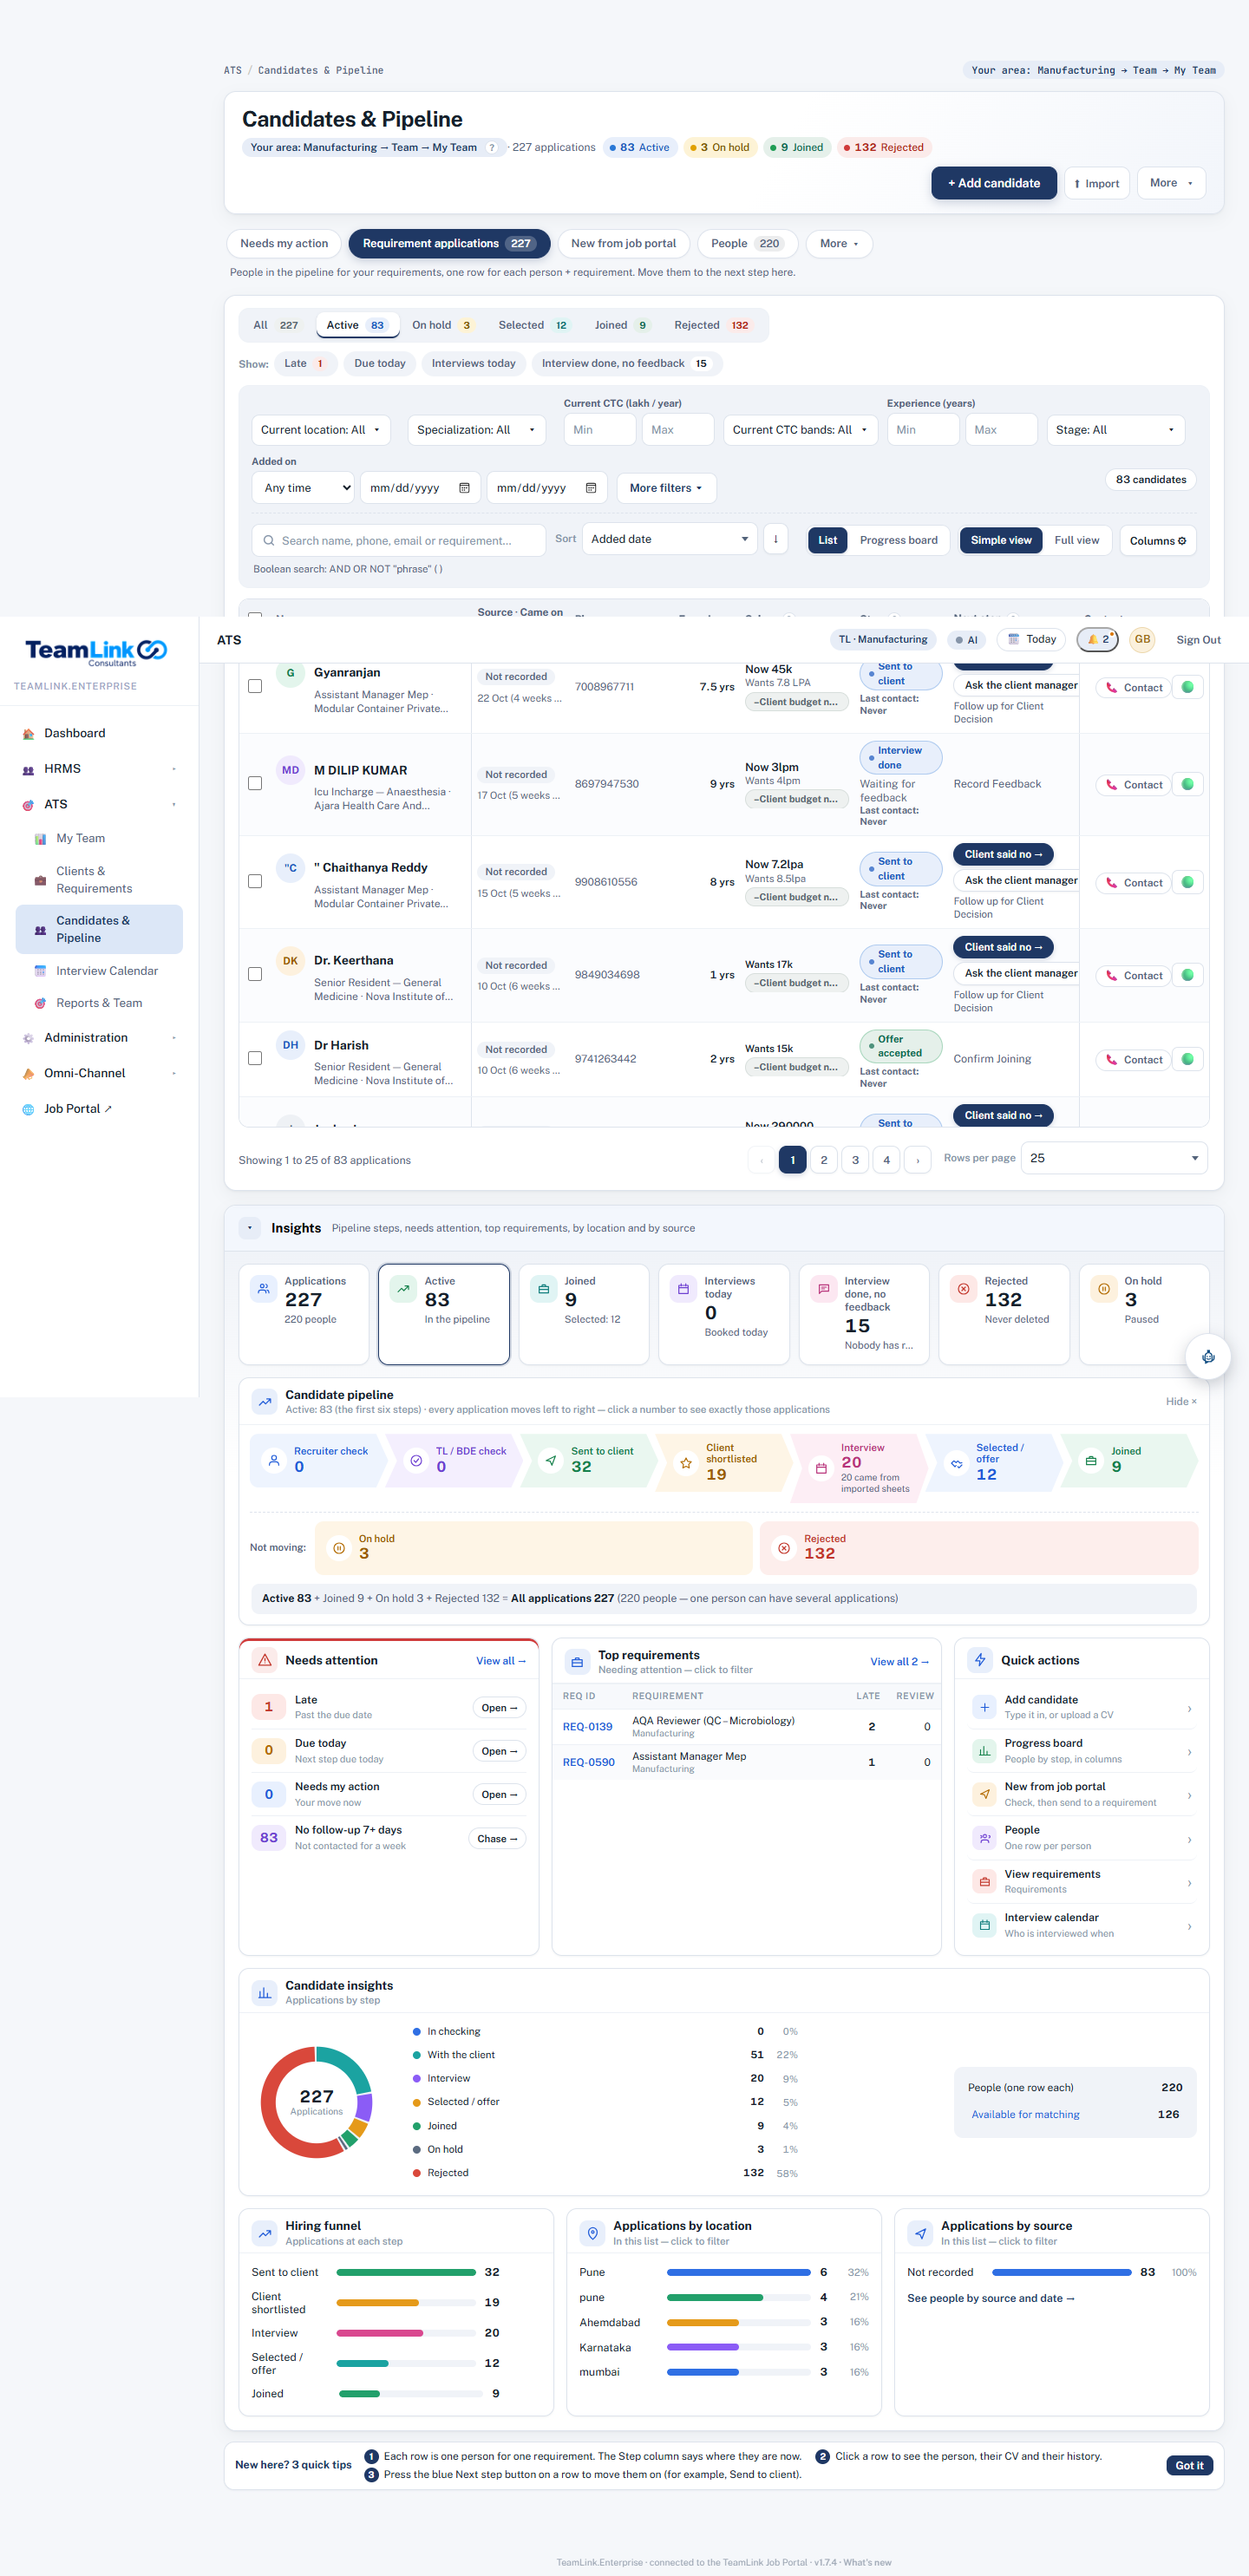 ATS / Candidates & Pipeline
Your area: Manufacturing → Team → My Team
Candidates & Pipeline
Your area: Manufacturing → Team → My Team ? · 227 applications 83 Active 3 On hold 9 Joined 132 Rejected
+ Add candidate
Import
More
Needs my action
Requirement applications 227
New from job portal
People 220
More
People in the pipeline for your requirements, one row for each person + requirement. Move them to the next step here.
All 227 Active 83 On hold 3 Selected 12 Joined 9 Rejected 132
Show: Late 1 Due today Interviews today Interview done, no feedback 15
Current CTC (lakh / year) Experience (years)
Current location: All Specialization: All Min Max Current CTC bands: All Min Max Stage: All
Added on
Any time mm/dd/yyyy mm/dd/yyyy More filters 83 candidates
Search name, phone, email or requirement...
Sort Added date ↓ List Progress board Simple view Full view Columns ⚙
Boolean search: AND OR NOT "phrase" ( )
Source · Came on
TeamLink
Consultants
TEAMLINK.ENTERPRISE
ATS TL · Manufacturing AI Today 2 GB Sign Out
Dashboard
HRMS
ATS
My Team
Clients &
Requirements
Candidates &
Pipeline
Interview Calendar
Reports & Team
Administration
Omni-Channel
Job Portal ↗
G Gyanranjan
Assistant Manager Mep ·
Modular Container Private...
Not recorded
22 Oct (4 weeks ...
7008967711
7.5 yrs
Now 45k
Wants 7.8 LPA
–Client budget n...
Sent to
client
Last contact:
Never
Ask the client manager
Follow up for Client
Decision
Contact
MD M DILIP KUMAR
Icu Incharge — Anaesthesia ·
Ajara Health Care And...
Not recorded
17 Oct (5 weeks ...
8697947530
9 yrs
Now 3lpm
Wants 4lpm
–Client budget n...
Interview
done
Waiting for
feedback
Last contact:
Never
Record Feedback
Contact
"C " Chaithanya Reddy
Assistant Manager Mep ·
Modular Container Private...
Not recorded
15 Oct (5 weeks ...
9908610556
8 yrs
Now 7.2lpa
Wants 8.5lpa
–Client budget n...
Sent to
client
Last contact:
Never
Client said no →
Ask the client manager
Follow up for Client
Decision
Contact
DK Dr. Keerthana
Senior Resident — General
Medicine · Nova Institute of...
Not recorded
10 Oct (6 weeks ...
9849034698
1 yrs
Wants 17k
–Client budget n...
Sent to
client
Last contact:
Never
Client said no →
Ask the client manager
Follow up for Client
Decision
Contact
DH Dr Harish
Senior Resident — General
Medicine · Nova Institute of...
Not recorded
10 Oct (6 weeks ...
9741263442
2 yrs
Wants 15k
–Client budget n...
Offer
accepted
Last contact:
Never
Confirm Joining
Contact
Now 290000
Sent to
Client said no →
Showing 1 to 25 of 83 applications
‹ 1 2 3 4 › Rows per page 25
Insights Pipeline steps, needs attention, top requirements, by location and by source
Applications
227
220 people
Active
83
In the pipeline
Joined
9
Selected: 12
Interviews
today
0
Booked today
Interview
done, no
feedback
15
Nobody has r...
Rejected
132
Never deleted
On hold
3
Paused
Candidate pipeline
Active: 83 (the first six steps) · every application moves left to right — click a number to see exactly those applications
Hide ×
Recruiter check
0
TL / BDE check
0
Sent to client
32
Client
shortlisted
19
Interview
20
20 came from
imported sheets
Selected /
offer
12
Joined
9
Not moving:
On hold
3
Rejected
132
Active 83 + Joined 9 + On hold 3 + Rejected 132 = All applications 227 (220 people — one person can have several applications)
Needs attention View all →
1 Late
Past the due date
Open →
0 Due today
Next step due today
Open →
0 Needs my action
Your move now
Open →
83 No follow-up 7+ days
Not contacted for a week
Chase →
Top requirements
Needing attention — click to filter
View all 2 →
REQ ID REQUIREMENT LATE REVIEW
REQ-0139 AQA Reviewer (QC – Microbiology) 2 0
Manufacturing
REQ-0590 Assistant Manager Mep 1 0
Manufacturing
Quick actions
Add candidate
Type it in, or upload a CV
Progress board
People by step, in columns
New from job portal
Check, then send to a requirement
People
One row per person
View requirements
Requirements
Interview calendar
Who is interviewed when
Candidate insights
Applications by step
227
Applications
In checking 0 0%
With the client 51 22%
Interview 20 9%
Selected / offer 12 5%
Joined 9 4%
On hold 3 1%
Rejected 132 58%
People (one row each) 220
Available for matching 126
Hiring funnel
Applications at each step
Sent to client 32
Client
shortlisted 19
Interview 20
Selected /
offer 12
Joined 9
Applications by location
In this list — click to filter
Pune 6 32%
pune 4 21%
Ahemdabad 3 16%
Karnataka 3 16%
mumbai 3 16%
Applications by source
In this list — click to filter
Not recorded 83 100%
See people by source and date →
New here? 3 quick tips
1 Each row is one person for one requirement. The Step column says where they are now. 2 Click a row to see the person, their CV and their history.
3 Press the blue Next step button on a row to move them on (for example, Send to client).
Got it
TeamLink.Enterprise · connected to the TeamLink Job Portal · v1.7.4 · What's new